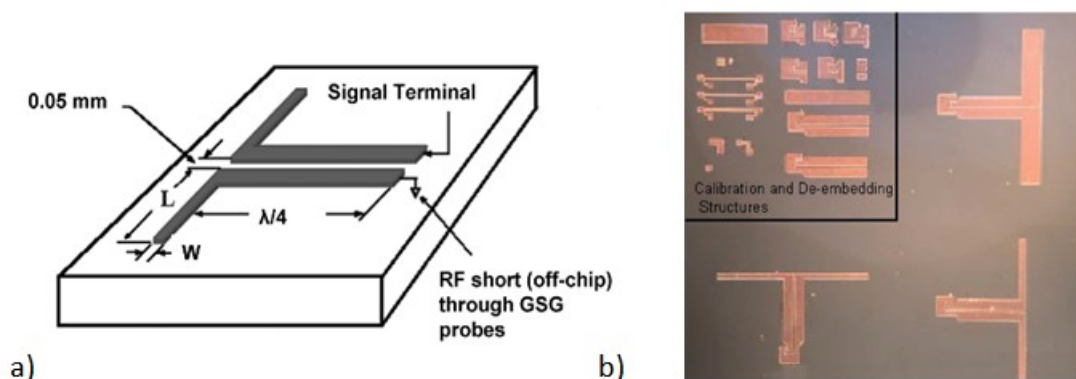 0.05 mm
Signal Terminal
L
λ/4
W
RF short (off-chip)
through GSG
probes
a)
Calibration and De-embedding
Structures
b)